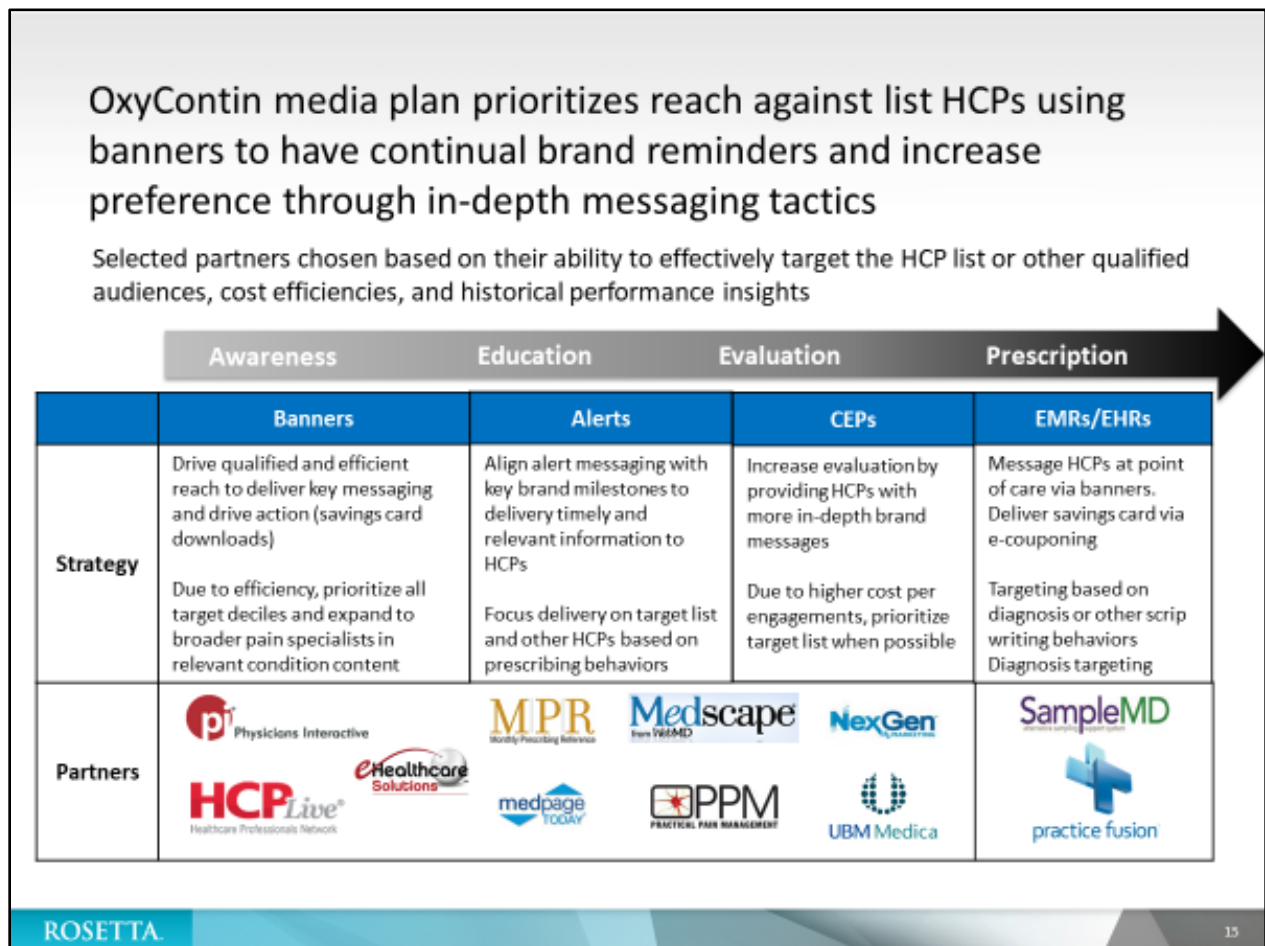 OxyContin media plan prioritizes reach against list HCPs using
banners to have continual brand reminders and increase
preference through in-depth messaging tactics
Selected partners chosen based on their ability to effectively target the HCP list or other qualified
audiences, cost efficiencies, and historical performance insights
Awareness Education Evaluation Prescription
Banners Alerts CEPs EMRs/EHRs
Strategy
Drive qualified and efficient
reach to deliver key messaging
and drive action (savings card
downloads)
Due to efficiency, prioritize all
target deciles and expand to
broader pain specialists in
relevant condition content
Align alert messaging with
key brand milestones to
delivery timely and
relevant information to
HCPs
Focus delivery on target list
and other HCPs based on
prescribing behaviors
Increase evaluation by
providing HCPs with
more in-depth brand
messages
Due to higher cost per
engagements, prioritize
target list when possible
Message HCPs at point
of care via banners.
Deliver savings card via
e-couponing
Targeting based on
diagnosis or other scrip
writing behaviors
Diagnosis targeting
Partners
pi Physicians Interactive
eHealthcare
Solutions
HCPLive®
Healthcare Professionals Network
MPR
Monthly Prescribing Reference
Medscape
from WebMD
medpage
TODAY
PPM
PRACTICAL PAIN MANAGEMENT
NexGen
MARKETING
UBM Medica
SampleMD
practice fusion
ROSETTA.
15